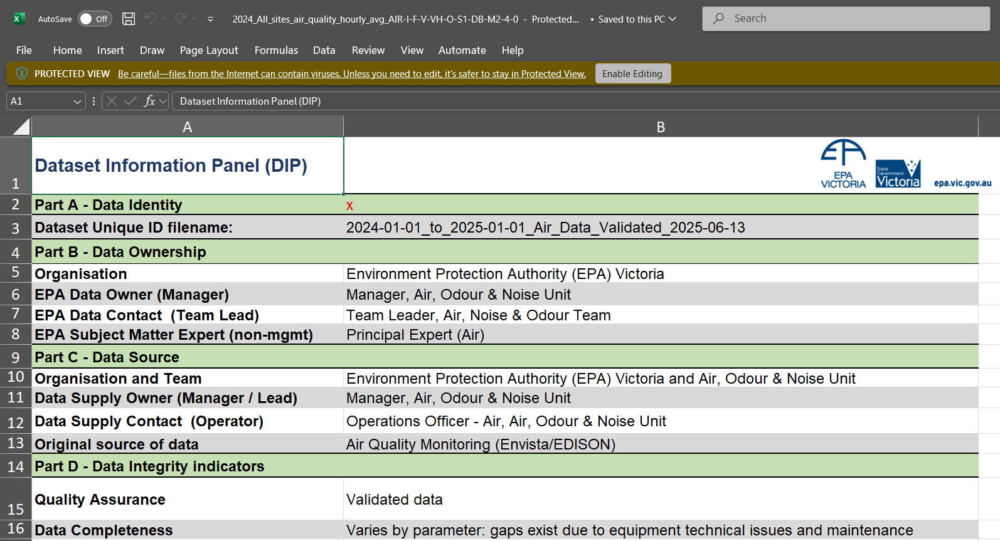 AutoSave Off 2024_All_sites_air_quality_hourly_avg_AIR-I-F-V-VH-O-S1-DB-M2-4-0 - Protected... • Saved to this PC Search
File Home Insert Draw Page Layout Formulas Data Review View Automate Help
PROTECTED VIEW Be careful—files from the Internet can contain viruses. Unless you need to edit, it's safer to stay in Protected View. Enable Editing
A1 fx Dataset Information Panel (DIP)
A B
1 Dataset Information Panel (DIP)
EPA
VICTORIA
State
Government
Victoria
epa.vic.gov.au
2 Part A - Data Identity x
3 Dataset Unique ID filename: 2024-01-01_to_2025-01-01_Air_Data_Validated_2025-06-13
4 Part B - Data Ownership
5 Organisation Environment Protection Authority (EPA) Victoria
6 EPA Data Owner (Manager) Manager, Air, Odour & Noise Unit
7 EPA Data Contact (Team Lead) Team Leader, Air, Noise & Odour Team
8 EPA Subject Matter Expert (non-mgmt) Principal Expert (Air)
9 Part C - Data Source
10 Organisation and Team Environment Protection Authority (EPA) Victoria and Air, Odour & Noise Unit
11 Data Supply Owner (Manager / Lead) Manager, Air, Odour & Noise Unit
12 Data Supply Contact (Operator) Operations Officer - Air, Air, Odour & Noise Unit
13 Original source of data Air Quality Monitoring (Envista/EDISON)
14 Part D - Data Integrity indicators
15 Quality Assurance Validated data
16 Data Completeness Varies by parameter: gaps exist due to equipment technical issues and maintenance